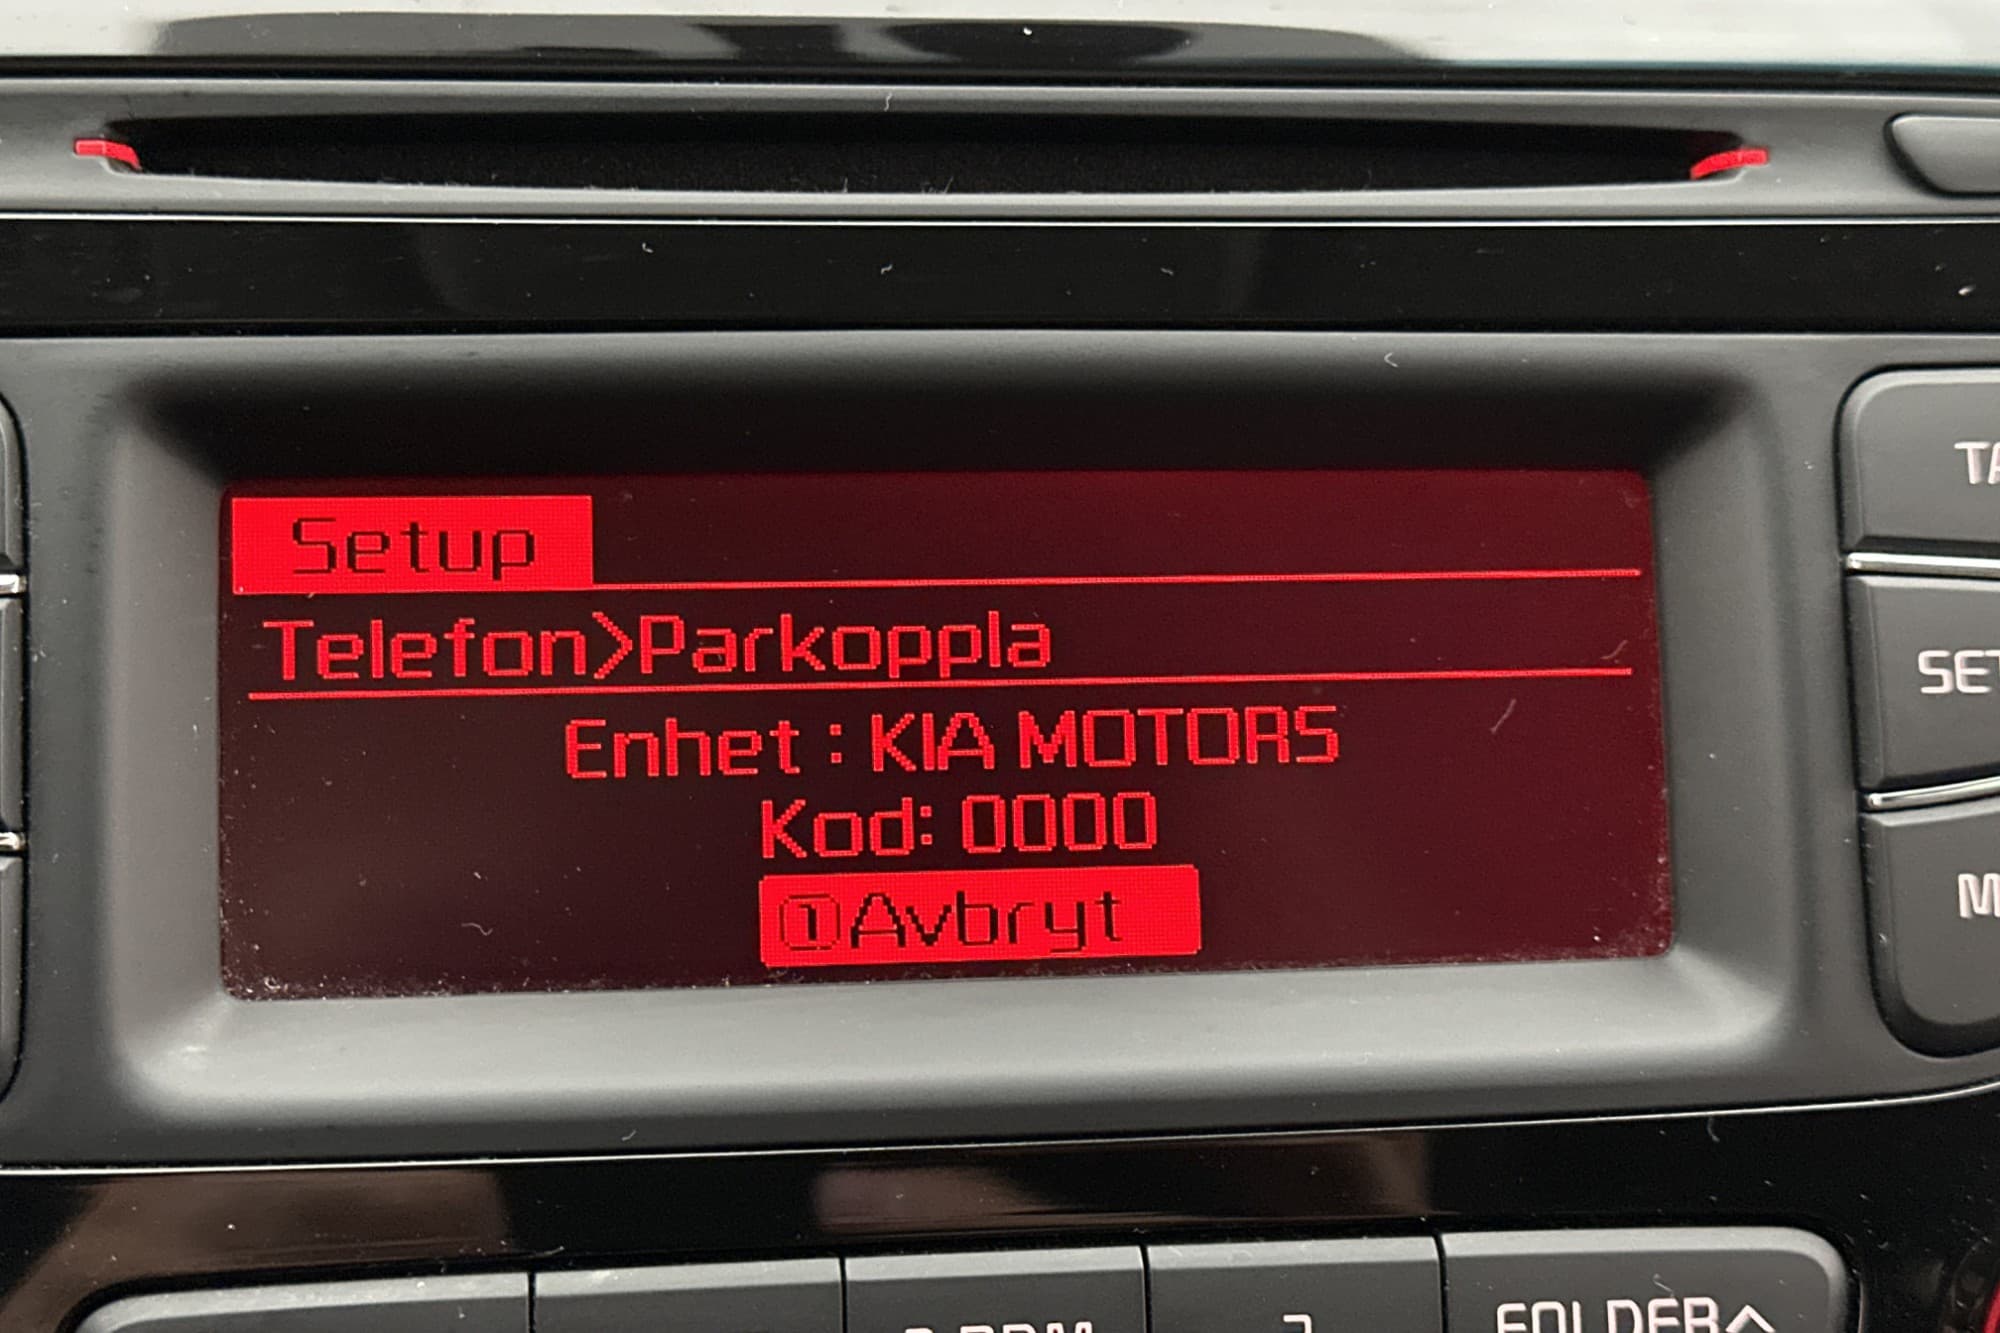 Setup
Telefon>Parkoppla
Enhet : KIA MOTORS
Kod: 0000
①Avbryt
FOLDER^